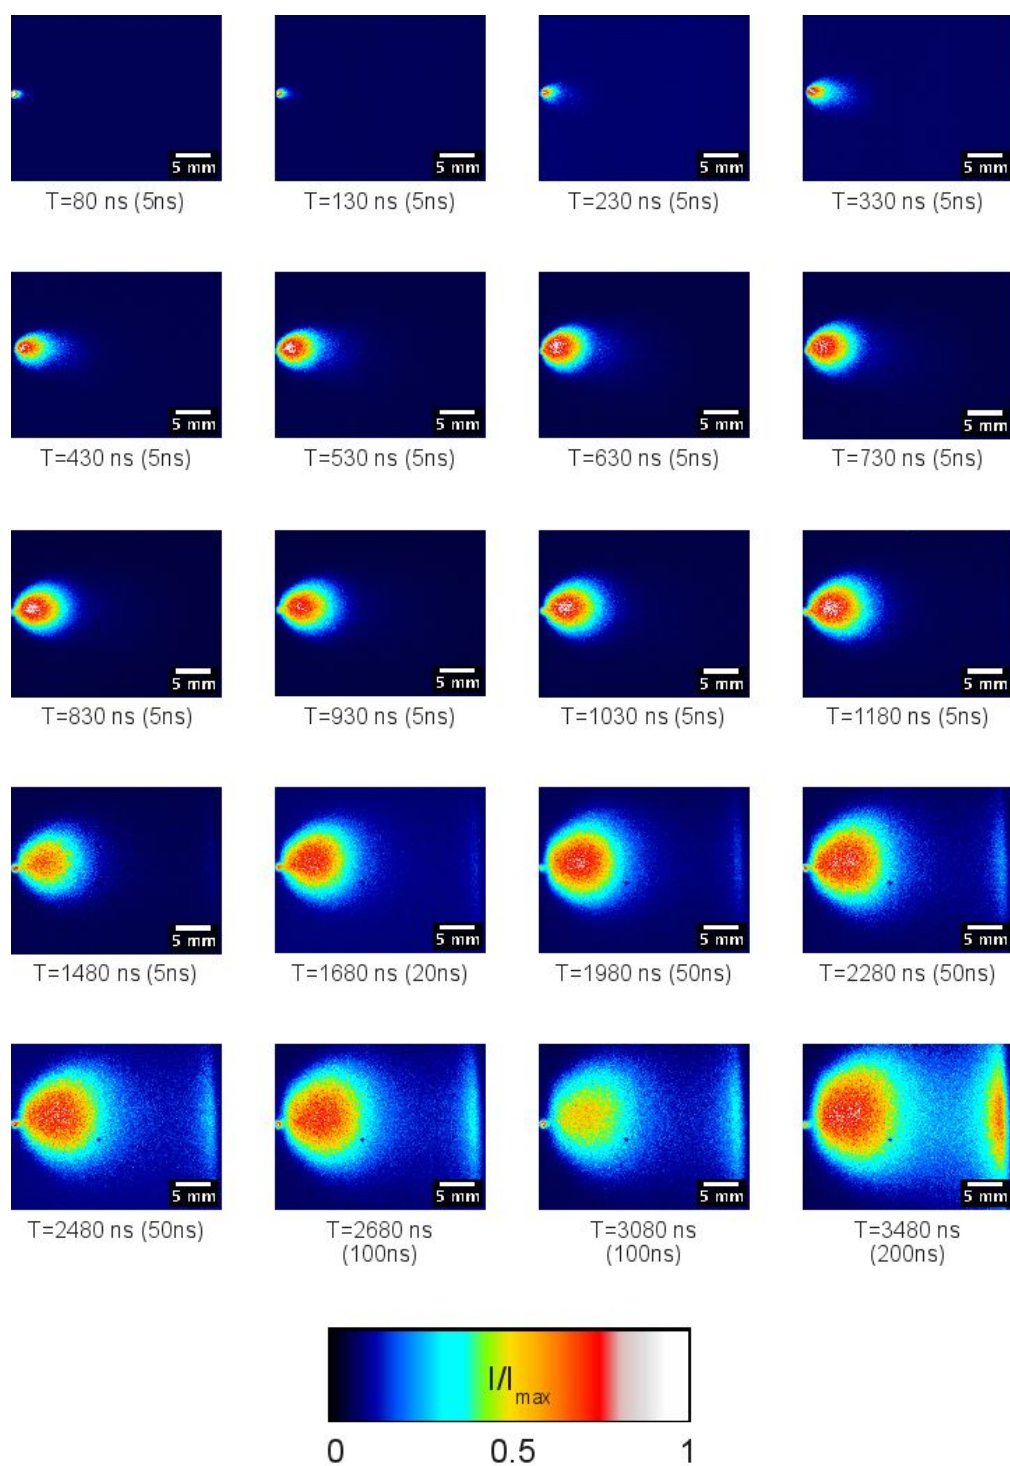 5 mm 5 mm 5 mm 5 mm
T=80 ns (5ns) T=130 ns (5ns) T=230 ns (5ns) T=330 ns (5ns)
5 mm 5 mm 5 mm 5 mm
T=430 ns (5ns) T=530 ns (5ns) T=630 ns (5ns) T=730 ns (5ns)
5 mm 5 mm 5 mm 5 mm
T=830 ns (5ns) T=930 ns (5ns) T=1030 ns (5ns) T=1180 ns (5ns)
5 mm 5 mm 5 mm 5 mm
T=1480 ns (5ns) T=1680 ns (20ns) T=1980 ns (50ns) T=2280 ns (50ns)
5 mm 5 mm 5 mm 5 mm
T=2480 ns (50ns) T=2680 ns T=3080 ns T=3480 ns
(100ns) (100ns) (200ns)
I/Imax
0 0.5 1